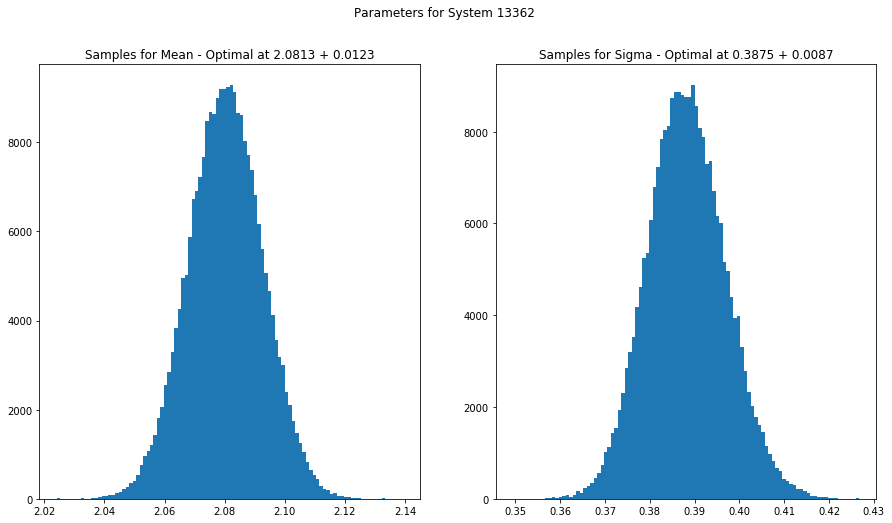 Parameters for System 13362
Samples for Mean - Optimal at 2.0813 + 0.0123
8000
6000
4000
2000
0
2.02 2.04 2.06 2.08 2.10 2.12 2.14
Samples for Sigma - Optimal at 0.3875 + 0.0087
8000
6000
4000
2000
0
0.35 0.36 0.37 0.38 0.39 0.40 0.41 0.42 0.43